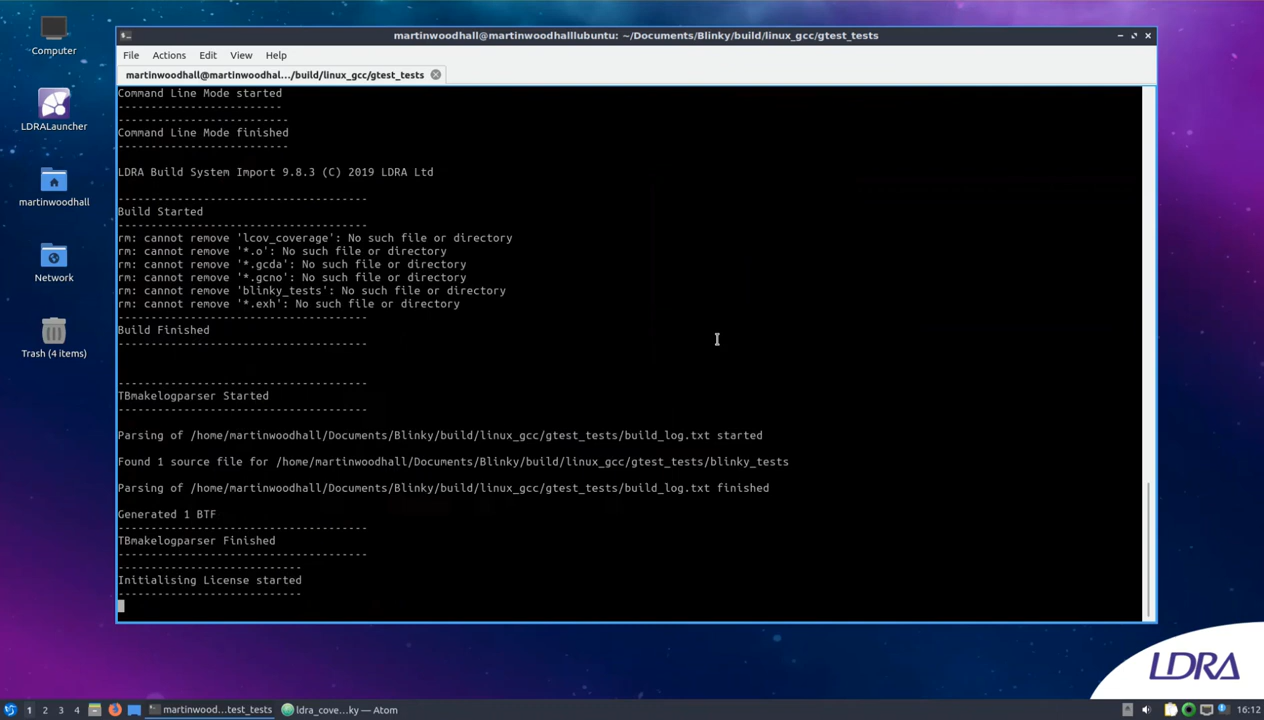 Computer
LDRALauncher
martinwoodhall
Network
Trash (4 items)
martinwoodhall@martinwoodhalllubuntu: ~/Documents/Blinky/build/linux_gcc/gtest_tests
File Actions Edit View Help
martinwoodhall@martinwoodhal.../build/linux_gcc/gtest_tests
Command Line Mode started
-------------------------
--------------------------
Command Line Mode finished
--------------------------
LDRA Build System Import 9.8.3 (C) 2019 LDRA Ltd
--------------------------------------
Build Started
--------------------------------------
rm: cannot remove 'lcov_coverage': No such file or directory
rm: cannot remove '*.o': No such file or directory
rm: cannot remove '*.gcda': No such file or directory
rm: cannot remove '*.gcno': No such file or directory
rm: cannot remove 'blinky_tests': No such file or directory
rm: cannot remove '*.exh': No such file or directory
--------------------------------------
Build Finished
--------------------------------------
--------------------------------------
TBmakelogparser Started
--------------------------------------
Parsing of /home/martinwoodhall/Documents/Blinky/build/linux_gcc/gtest_tests/build_log.txt started
Found 1 source file for /home/martinwoodhall/Documents/Blinky/build/linux_gcc/gtest_tests/blinky_tests
Parsing of /home/martinwoodhall/Documents/Blinky/build/linux_gcc/gtest_tests/build_log.txt finished
Generated 1 BTF
--------------------------------------
TBmakelogparser Finished
--------------------------------------
----------------------------
Initialising License started
----------------------------
LDRA
1 2 3 4 martinwood...test_tests ldra_cove...ky — Atom 16:12